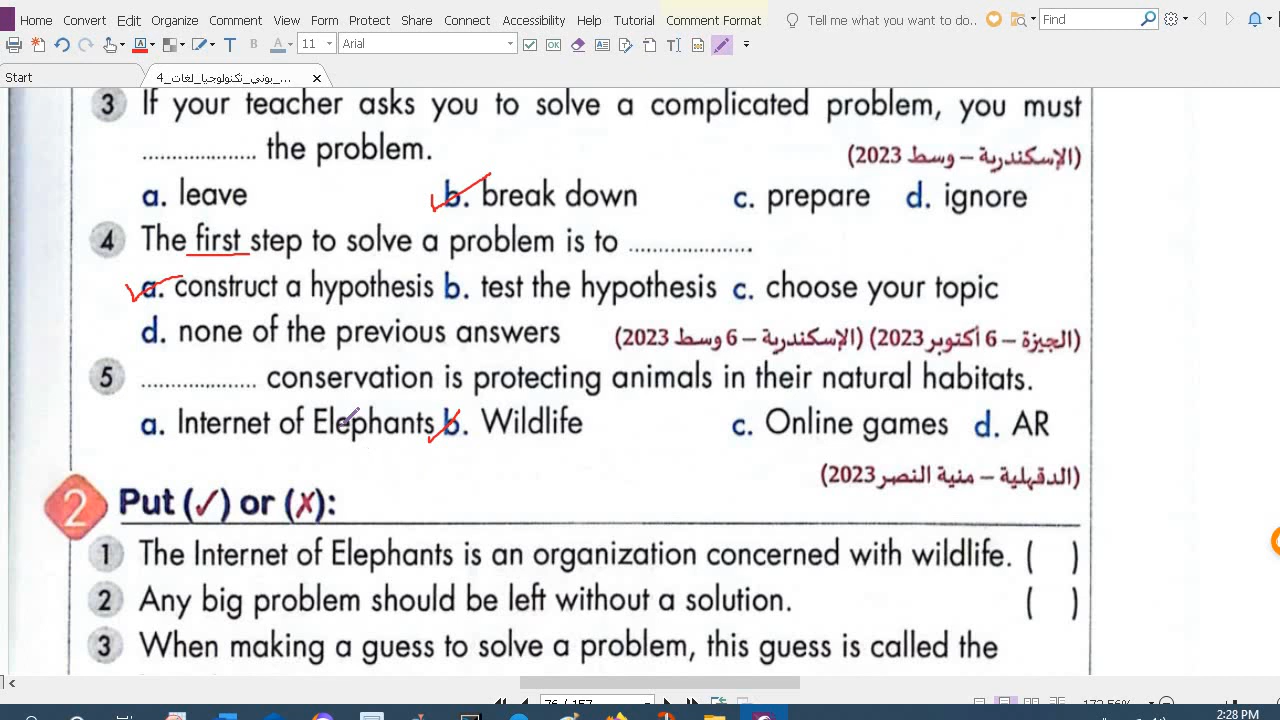 Home Convert Edit Organize Comment View Form Protect Share Connect Accessibility Help Tutorial Comment Format Tell me what you want to do.. Find
11 Arial
Start 4_بوني_تكنولوجيا_لغات_...
3 If your teacher asks you to solve a complicated problem, you must
.................... the problem. (الإسكندرية – وسط 2023)
a. leave b. break down c. prepare d. ignore
4 The first step to solve a problem is to .....................
a. construct a hypothesis b. test the hypothesis c. choose your topic
d. none of the previous answers (الجيزة – 6 أكتوبر 2023) (الإسكندرية – 6 وسط 2023)
5 .................... conservation is protecting animals in their natural habitats.
a. Internet of Elephants b. Wildlife c. Online games d. AR
(الدقهلية – منية النصر 2023)
2 Put (✓) or (✗):
1 The Internet of Elephants is an organization concerned with wildlife. ( )
2 Any big problem should be left without a solution. ( )
3 When making a guess to solve a problem, this guess is called the
76 / 157
2:28 PM